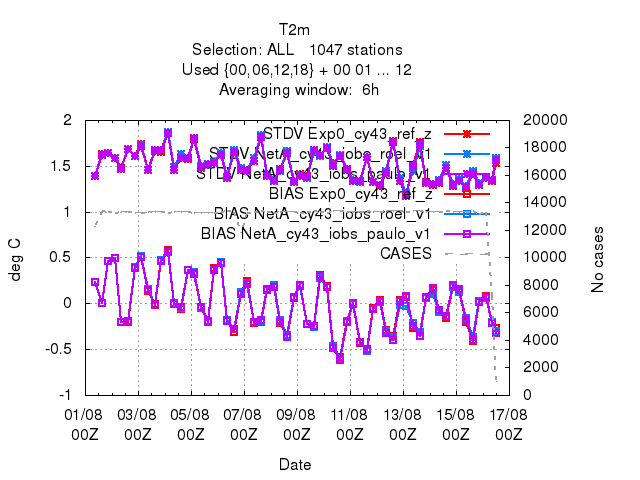 T2m
Selection: ALL   1047 stations
Used {00,06,12,18} + 00 01 ... 12
Averaging window:  6h
2
1.5
1
0.5
0
-0.5
-1
deg C
20000
18000
16000
14000
12000
10000
8000
6000
4000
2000
0
No cases
STDV Exp0_cy43_ref_z
STDV NetA_cy43_iobs_roel_v1
STDV NetA_cy43_iobs_paulo_v1
BIAS Exp0_cy43_ref_z
BIAS NetA_cy43_iobs_roel_v1
BIAS NetA_cy43_iobs_paulo_v1
CASES
01/08 03/08 05/08 07/08 09/08 11/08 13/08 15/08 17/08
00Z 00Z 00Z 00Z 00Z 00Z 00Z 00Z 00Z
Date